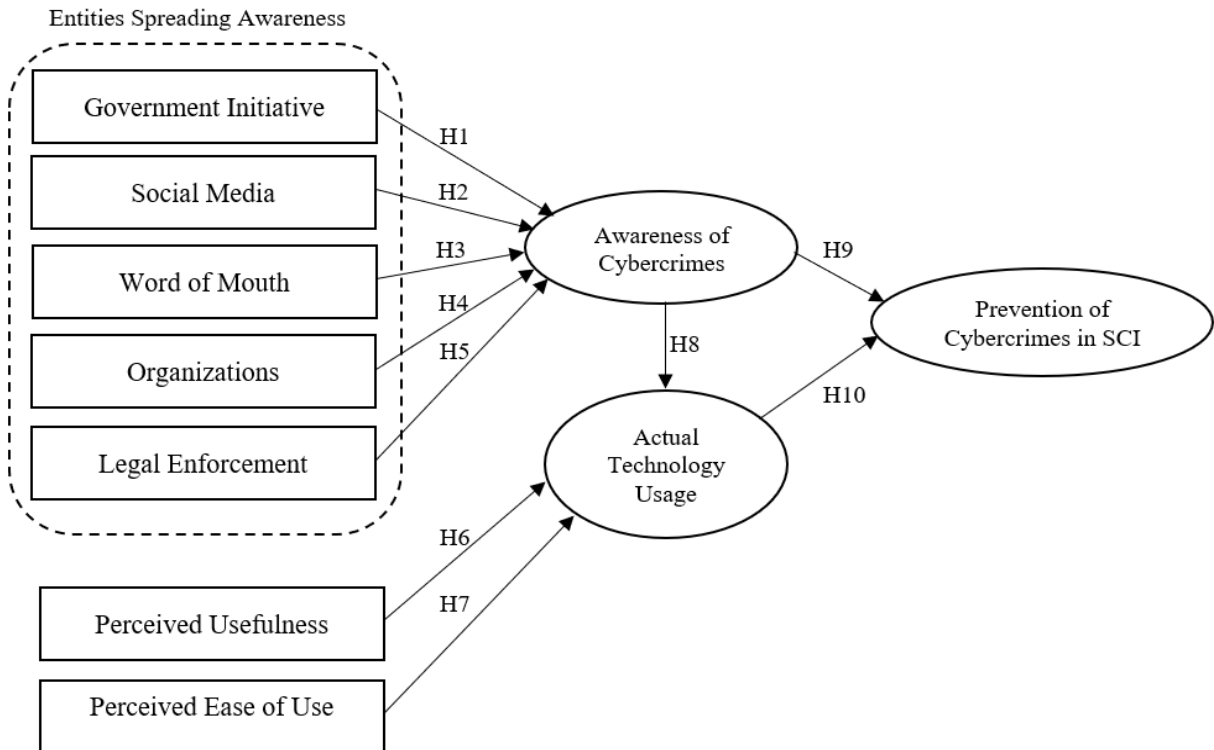 Entities Spreading Awareness
Government Initiative
Social Media
Word of Mouth
Organizations
Legal Enforcement
Perceived Usefulness
Perceived Ease of Use
H1
H2
H3
H4
H5
H6
H7
Awareness of
Cybercrimes
H8
Actual
Technology
Usage
H9
H10
Prevention of
Cybercrimes in SCI